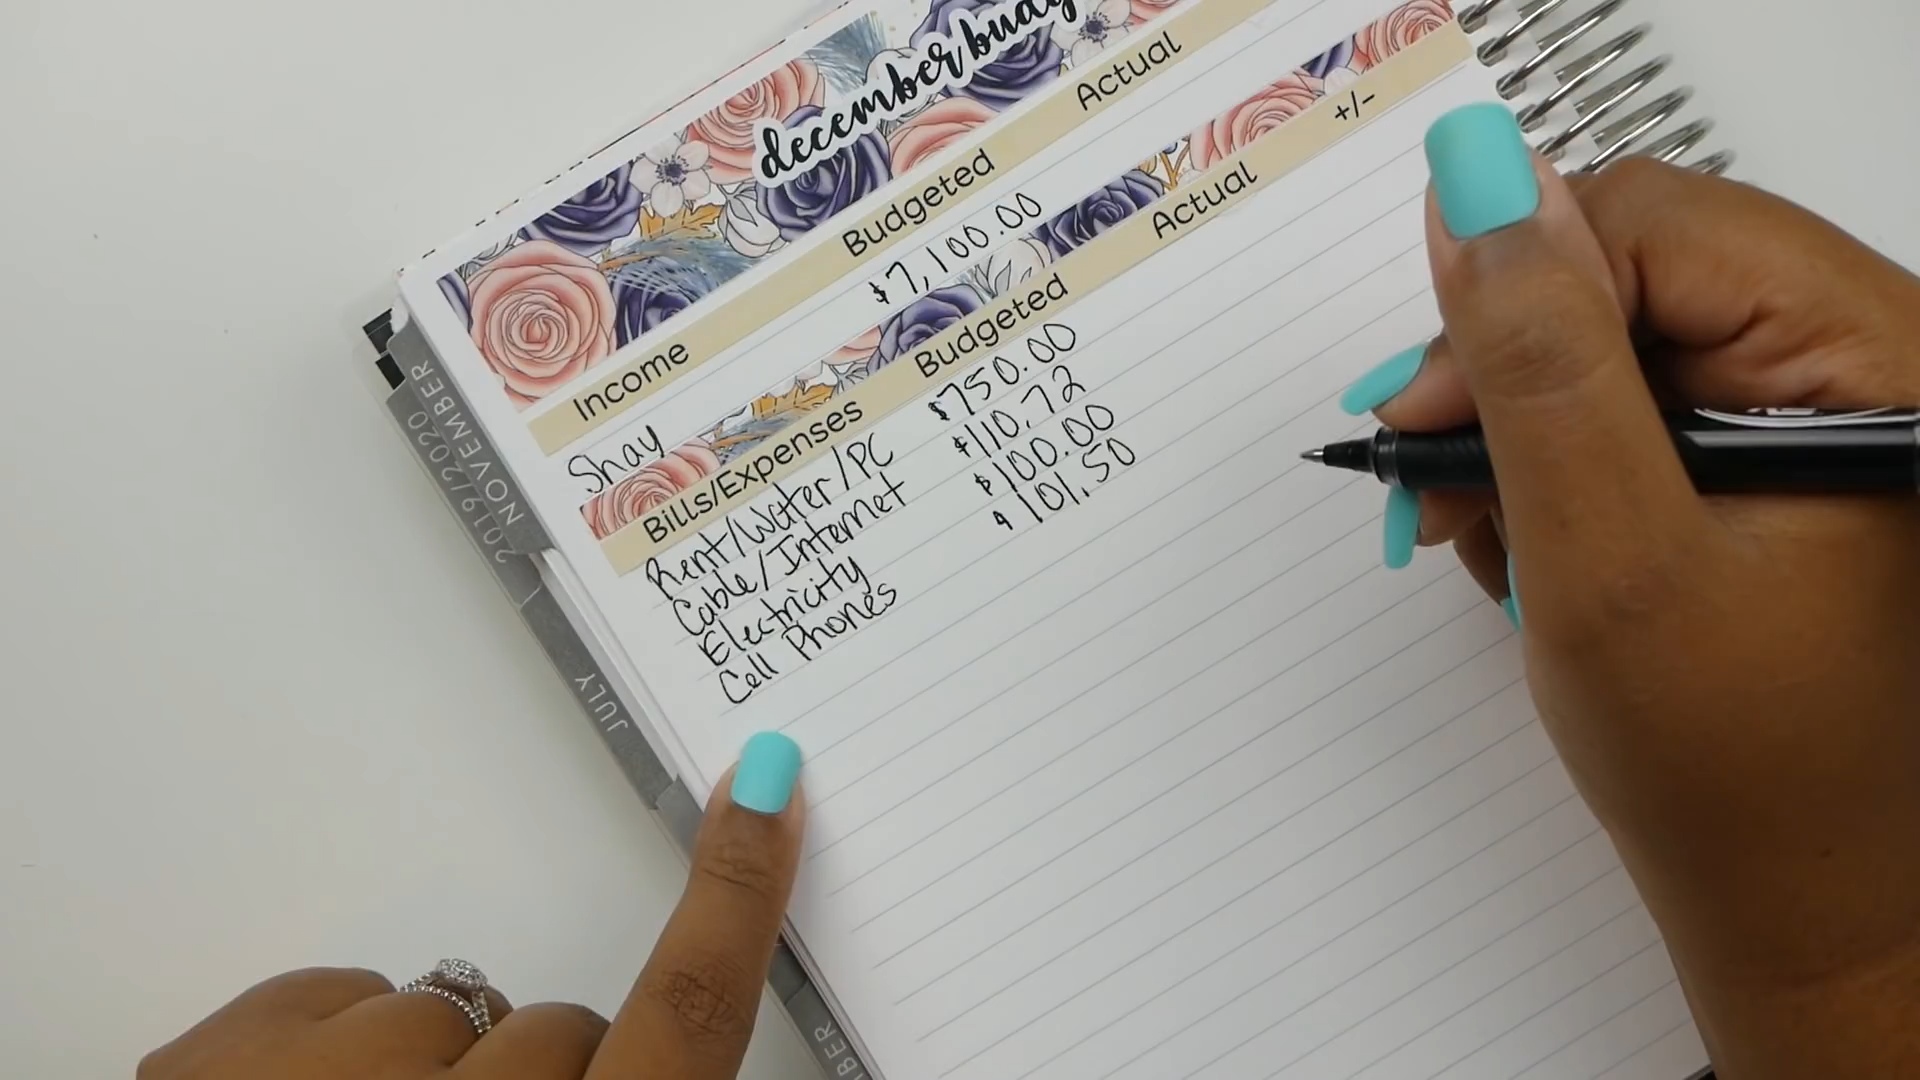 december budg
Income Budgeted Actual
Shay $7,100.00
Bills/Expenses Budgeted Actual +/-
Rent/Water/PC $750.00
Cable/Internet $110.72
Electricity $100.00
Cell Phones $101.50
2019/2020
NOVEMBER
JULY
MBER